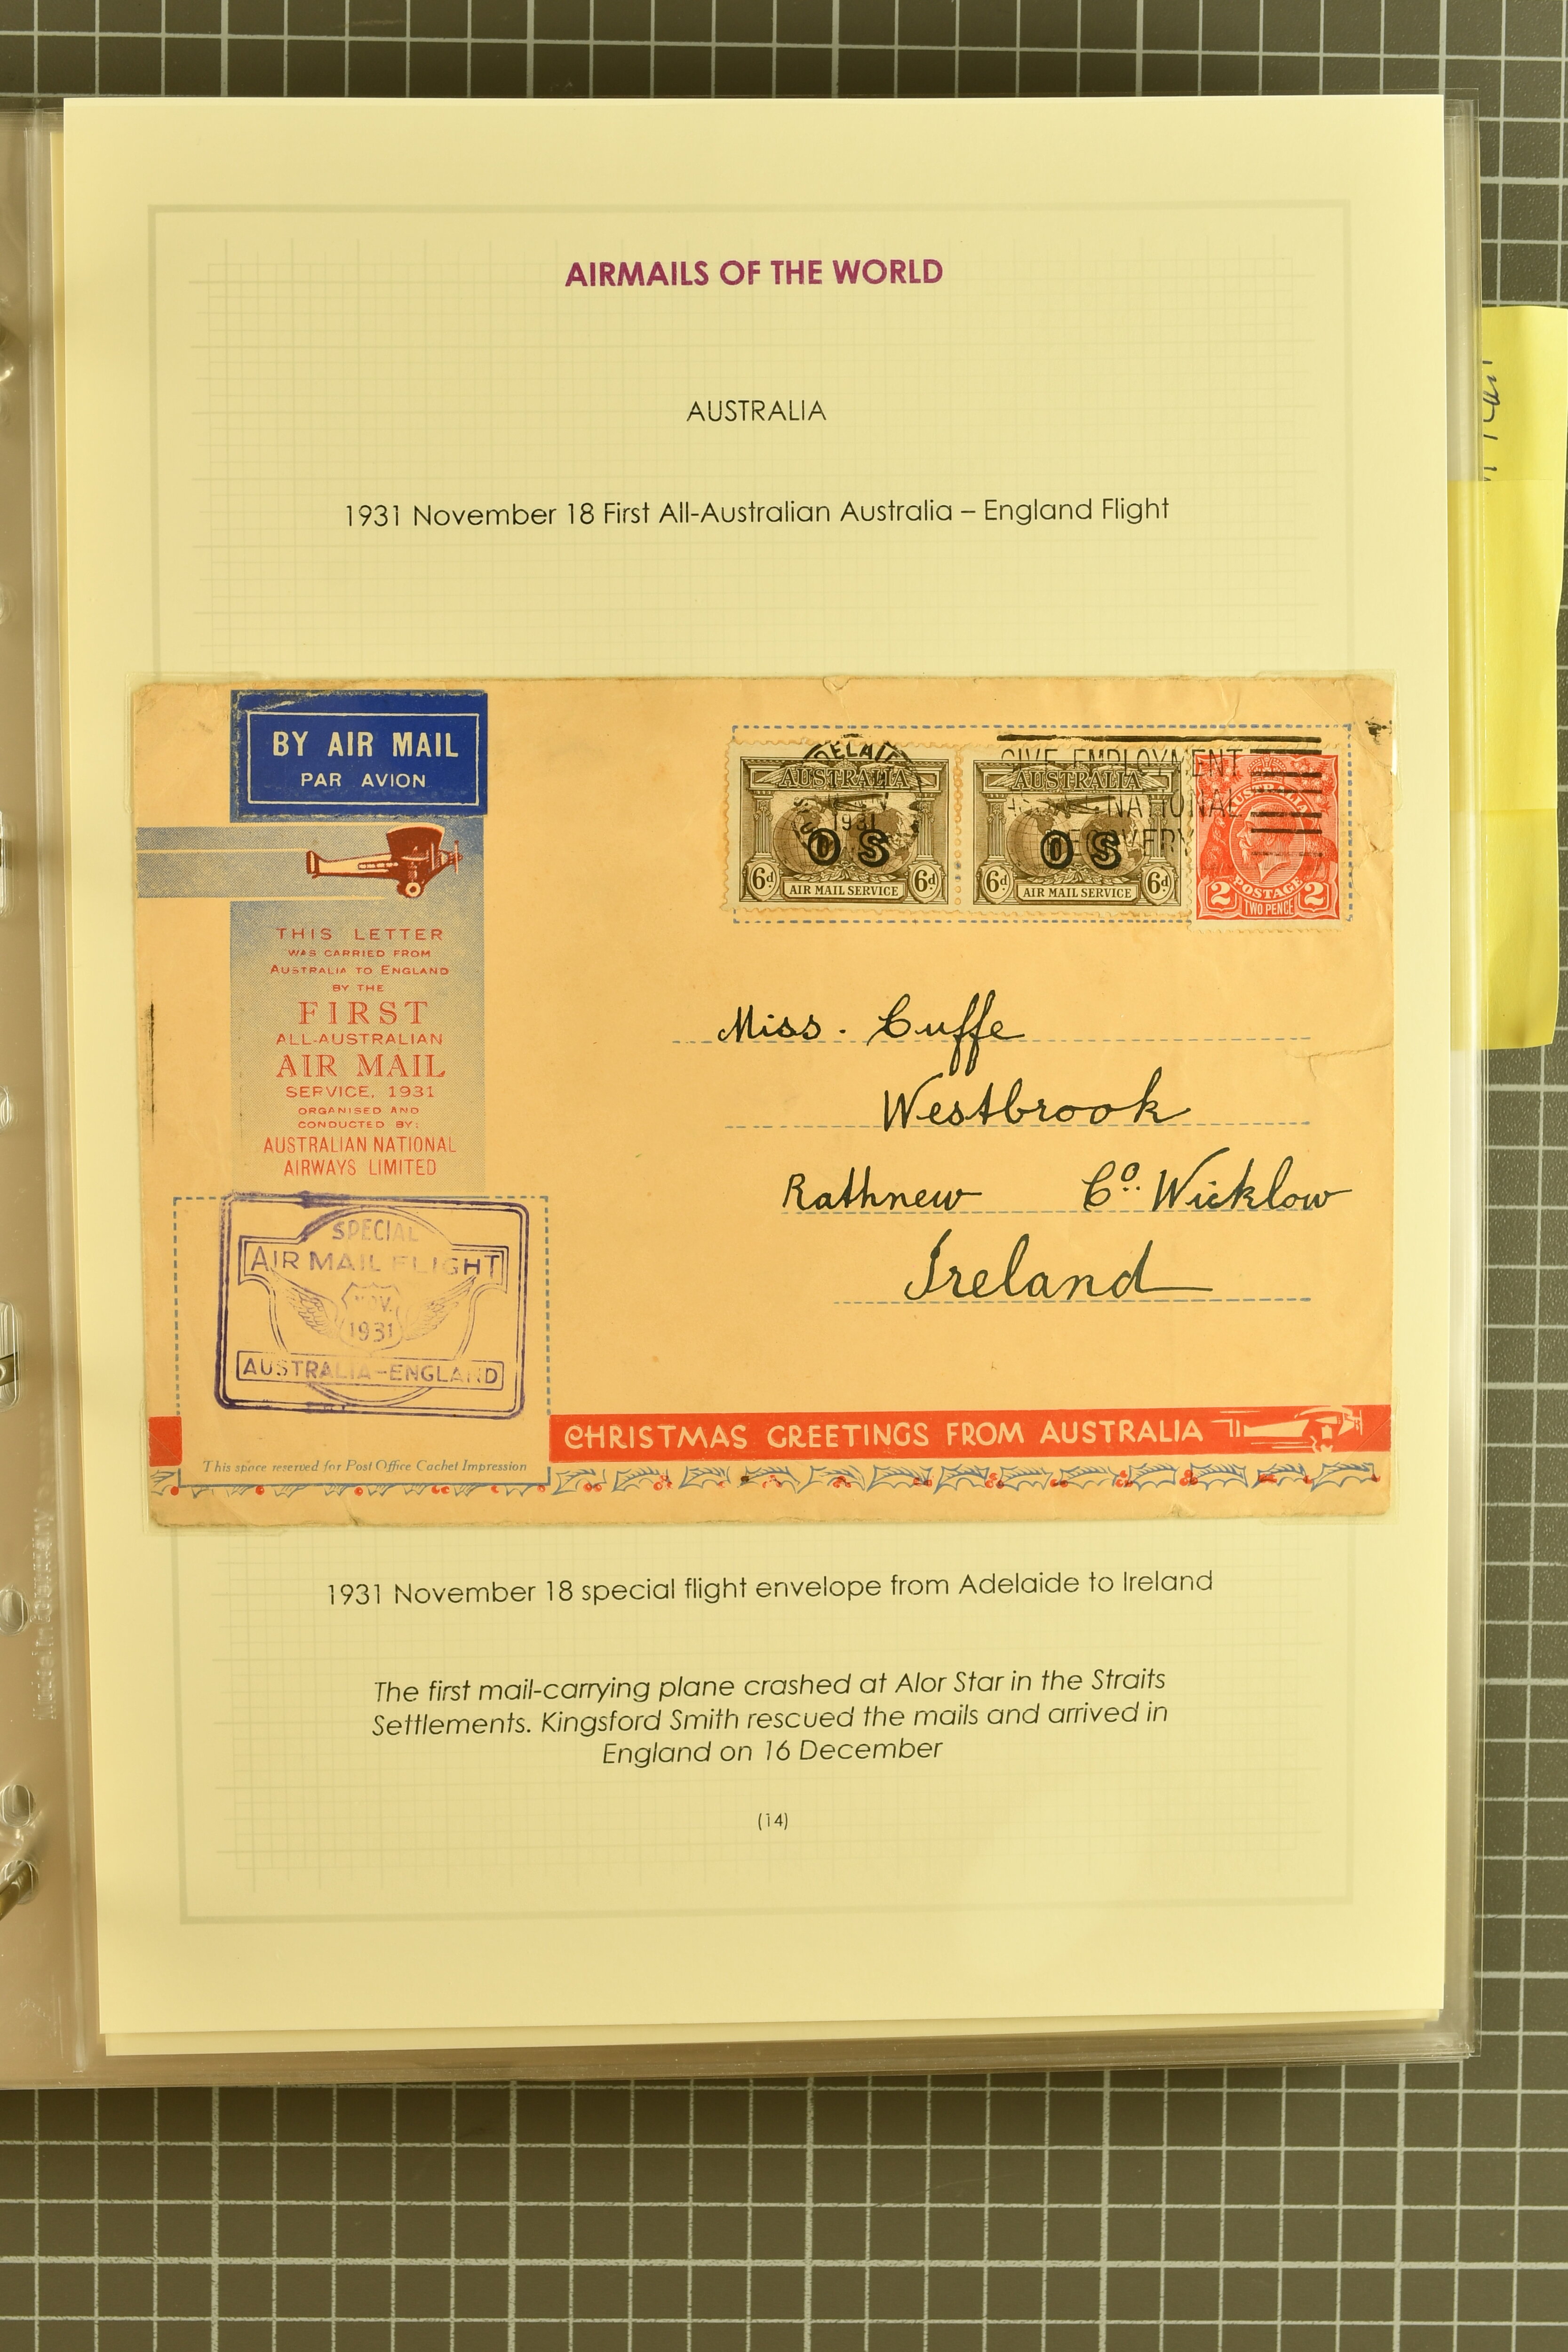 AIRMAILS OF THE WORLD
AUSTRALIA
1931 November 18 First All-Australian Australia – England Flight
BY AIR MAIL
PAR AVION
THIS LETTER
WAS CARRIED FROM
AUSTRALIA TO ENGLAND
BY THE
FIRST
ALL-AUSTRALIAN
AIR MAIL
SERVICE, 1931
ORGANISED AND
CONDUCTED BY:
AUSTRALIAN NATIONAL
AIRWAYS LIMITED
SPECIAL
AIR MAIL FLIGHT
NOV.
1931
AUSTRALIA-ENGLAND
This space reserved for Post Office Cachet Impression
1931
AUSTRALIA
OS
6d 6d
AIR MAIL SERVICE
AUSTRALIA
OS
6d 6d
AIR MAIL SERVICE
GIVE EMPLOYMENT
NATIONAL
AUSTRALIA
2 POSTAGE 2
TWO PENCE
Miss. Cuffe
Westbrook
Rathnew Co. Wicklow
Ireland
CHRISTMAS GREETINGS FROM AUSTRALIA
1931 November 18 special flight envelope from Adelaide to Ireland
The first mail-carrying plane crashed at Alor Star in the Straits
Settlements. Kingsford Smith rescued the mails and arrived in
England on 16 December
(14)